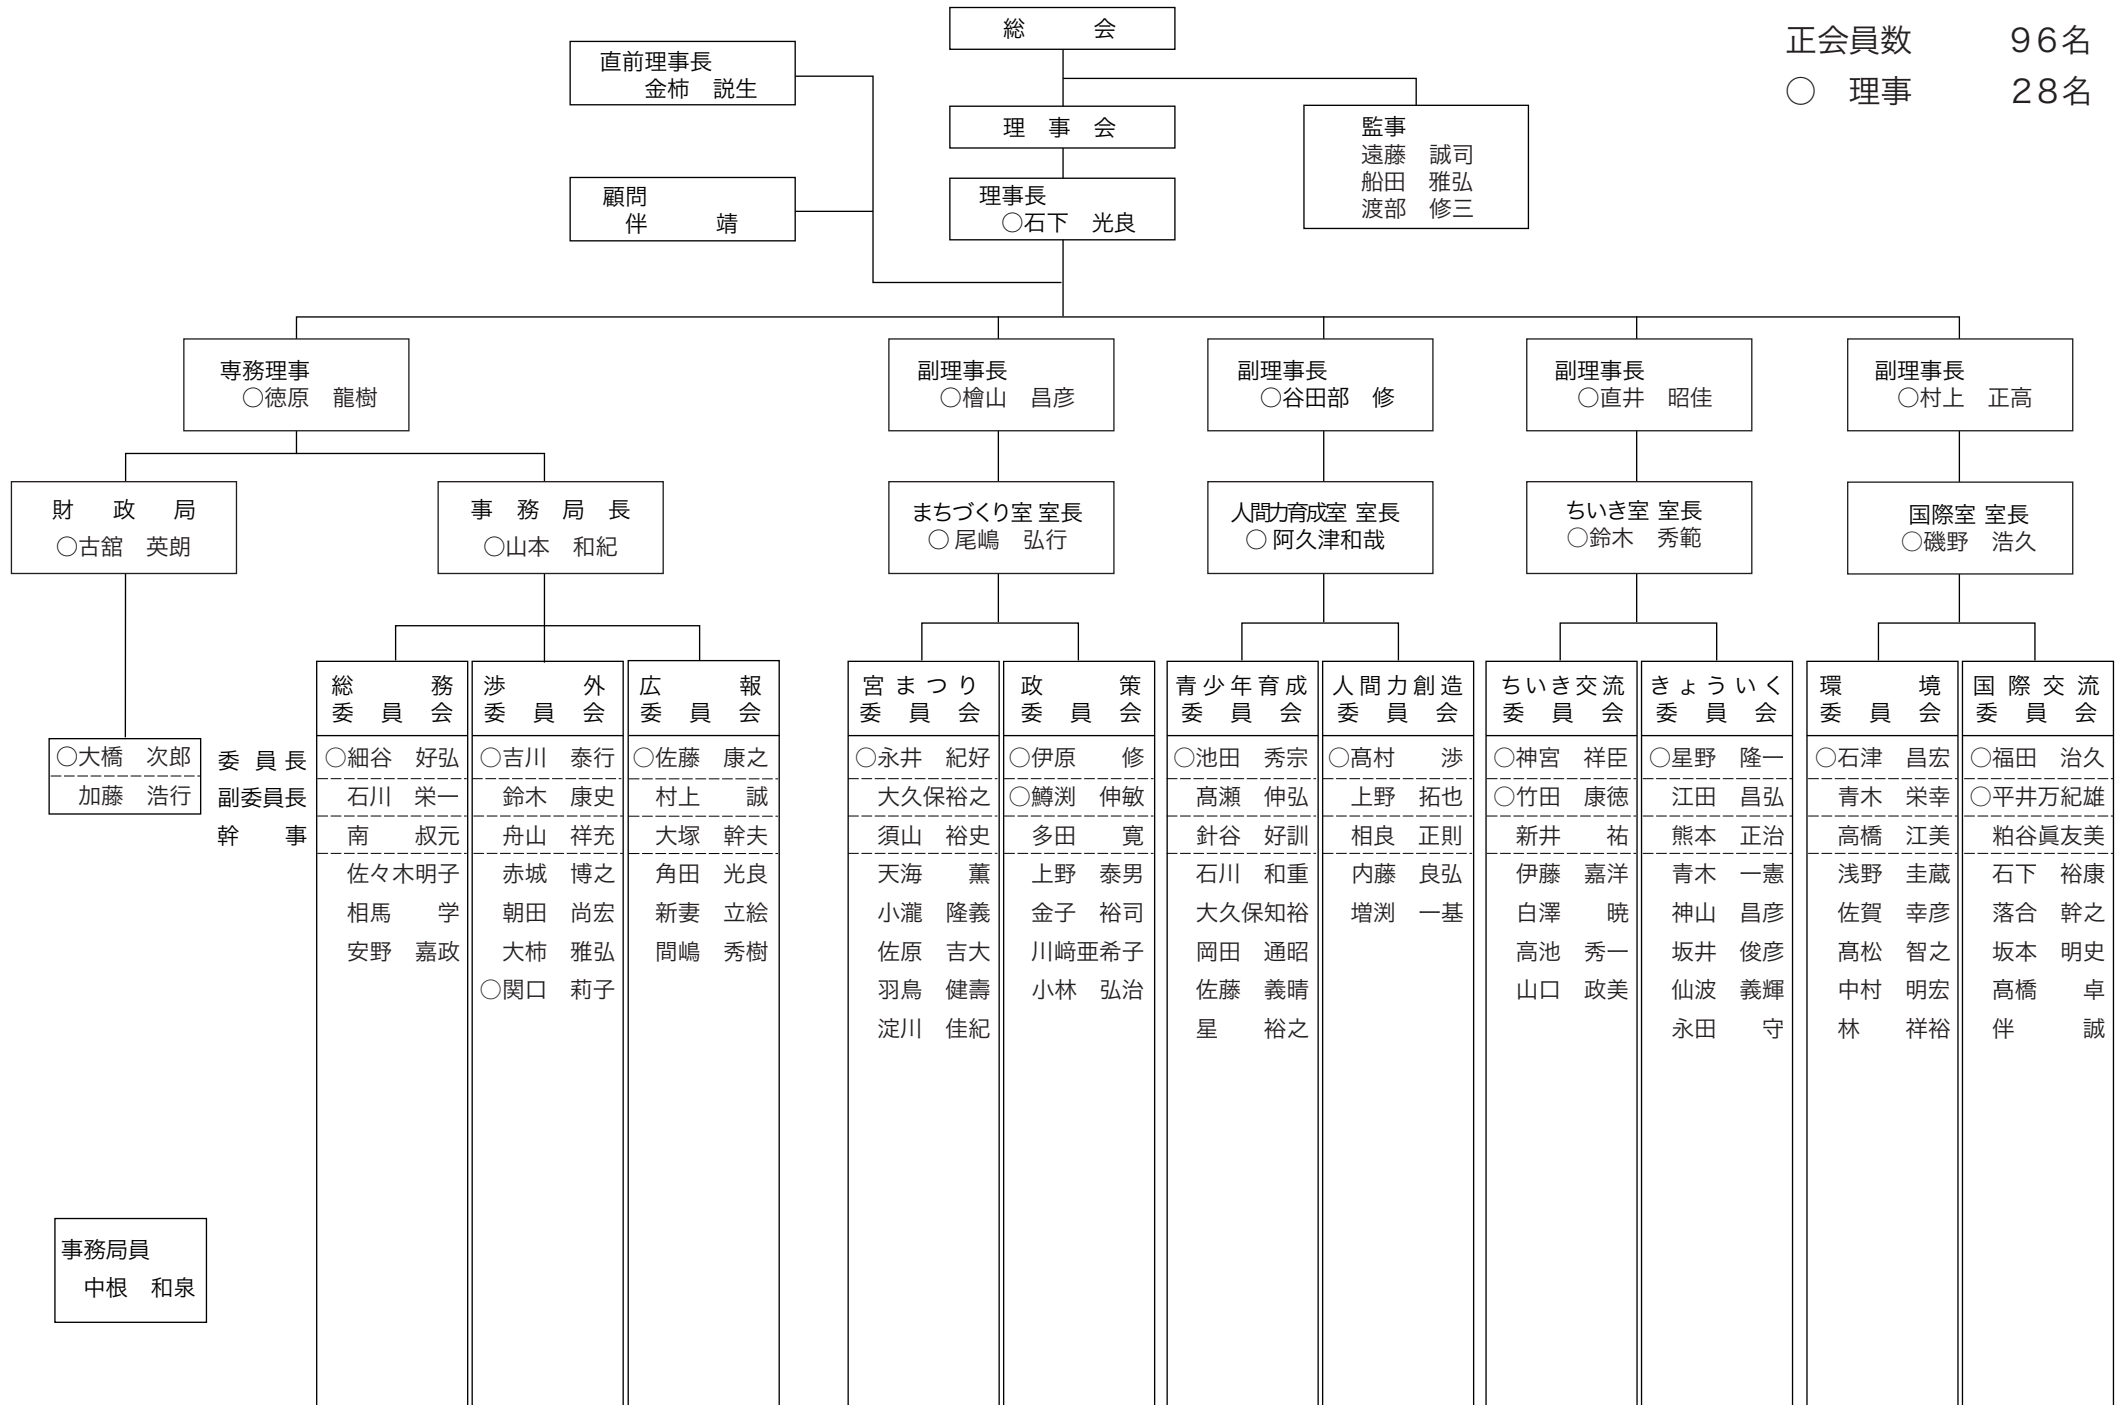 総　会
正会員数　96名
○　理事　28名
直前理事長
金柿　説生
理　事　会
監事
遠藤　誠司
船田　雅弘
渡部　修三
顧問
伴　靖
理事長
○石下　光良
専務理事
○徳原　龍樹
副理事長
○檜山　昌彦
副理事長
○谷田部　修
副理事長
○直井　昭佳
副理事長
○村上　正高
財　政　局
○古舘　英朗
事　務　局　長
○山本　和紀
まちづくり室 室長
○ 尾嶋　弘行
人間力育成室 室長
○ 阿久津和哉
ちいき室 室長
○鈴木　秀範
国際室 室長
○磯野　浩久
○大橋　次郎
加藤　浩行
委員長
副委員長
幹　事
総　務
委　員　会
○細谷　好弘
石川　栄一
南　叔元
佐々木明子
相馬　学
安野　嘉政
渉　外
委　員　会
○吉川　泰行
鈴木　康史
舟山　祥充
赤城　博之
朝田　尚宏
大柿　雅弘
○関口　莉子
広　報
委　員　会
○佐藤　康之
村上　誠
大塚　幹夫
角田　光良
新妻　立絵
間嶋　秀樹
宮まつり
委　員　会
○永井　紀好
大久保裕之
須山　裕史
天海　薫
小瀧　隆義
佐原　吉大
羽鳥　健壽
淀川　佳紀
政　策
委　員　会
○伊原　修
○鱒渕　伸敏
多田　寛
上野　泰男
金子　裕司
川﨑亜希子
小林　弘治
青少年育成
委　員　会
○池田　秀宗
髙瀬　伸弘
針谷　好訓
石川　和重
大久保知裕
岡田　通昭
佐藤　義晴
星　裕之
人間力創造
委　員　会
○髙村　渉
上野　拓也
相良　正則
内藤　良弘
増渕　一基
ちいき交流
委　員　会
○神宮　祥臣
○竹田　康徳
新井　祐
伊藤　嘉洋
白澤　暁
高池　秀一
山口　政美
きょういく
委　員　会
○星野　隆一
江田　昌弘
熊本　正治
青木　一憲
神山　昌彦
坂井　俊彦
仙波　義輝
永田　守
環　境
委　員　会
○石津　昌宏
青木　栄幸
高橋　江美
浅野　圭蔵
佐賀　幸彦
髙松　智之
中村　明宏
林　祥裕
国際交流
委　員　会
○福田　治久
○平井万紀雄
粕谷眞友美
石下　裕康
落合　幹之
坂本　明史
髙橋　卓
伴　誠
事務局員
中根　和泉